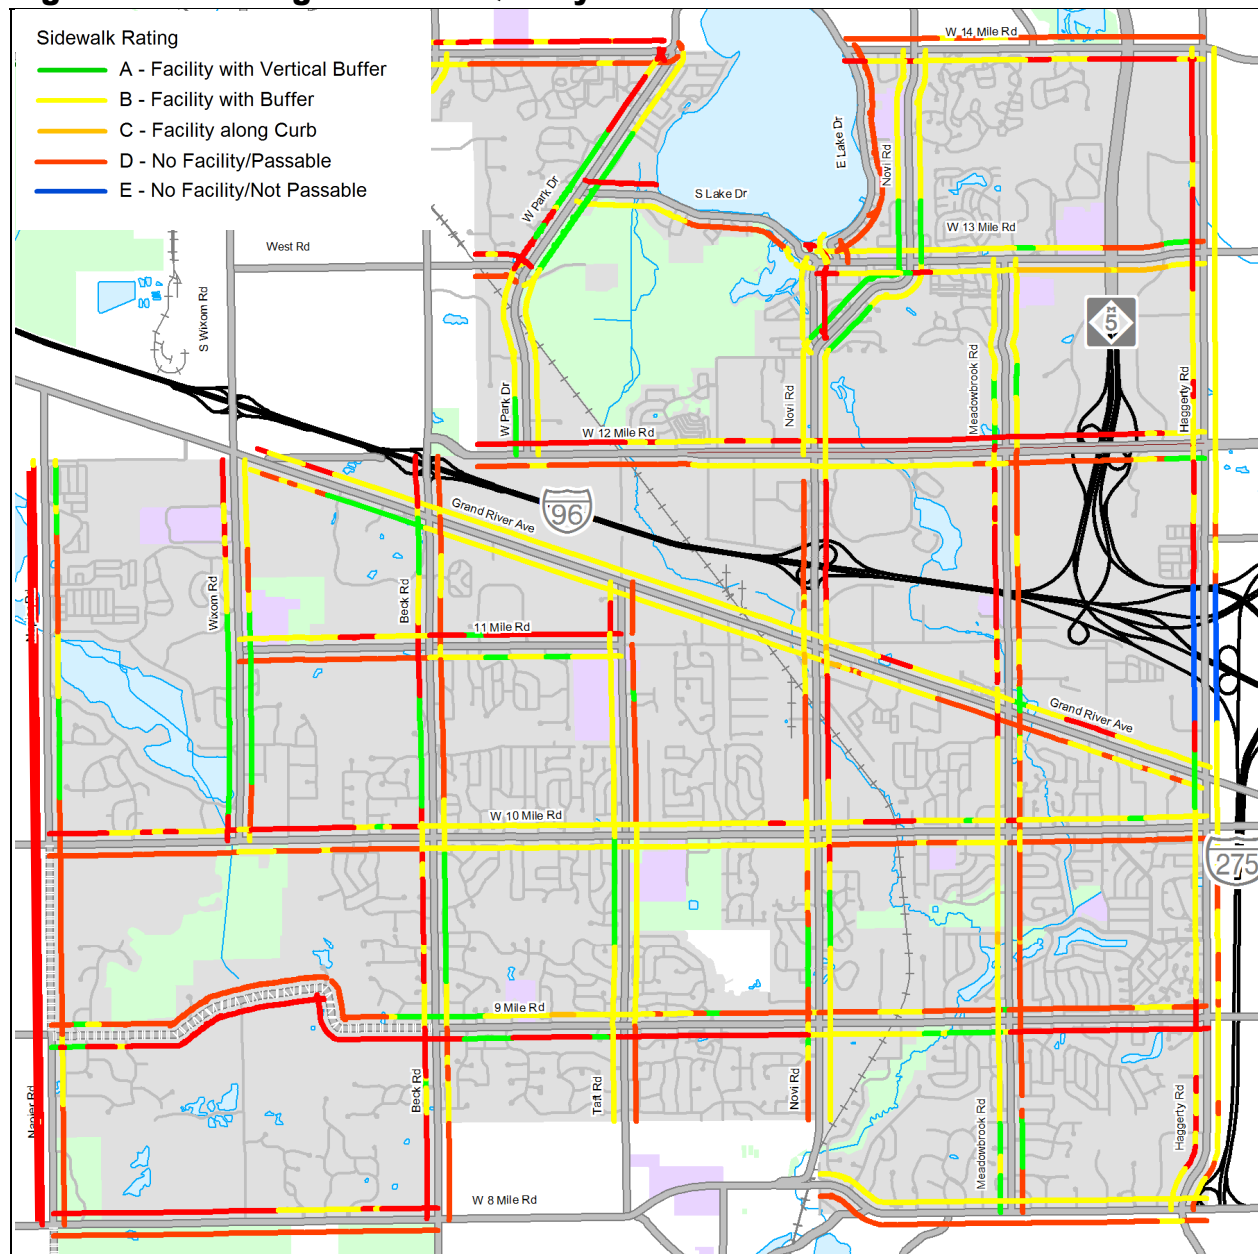 Sidewalk Rating
A - Facility with Vertical Buffer
B - Facility with Buffer
C - Facility along Curb
D - No Facility/Passable
E - No Facility/Not Passable
W 14 Mile Rd
E Lake Dr
Novi Rd
W Park Dr
S Lake Dr
W 13 Mile Rd
West Rd
S Wixom Rd
M
5
Meadowbrook Rd
Haggerty Rd
W Park Dr
Novi Rd
W 12 Mile Rd
Grand River Ave
96
Wixom Rd
Beck Rd
11 Mile Rd
Grand River Ave
W 10 Mile Rd
275
9 Mile Rd
Napier Rd
Beck Rd
Taft Rd
Novi Rd
Meadowbrook Rd
Haggerty Rd
W 8 Mile Rd